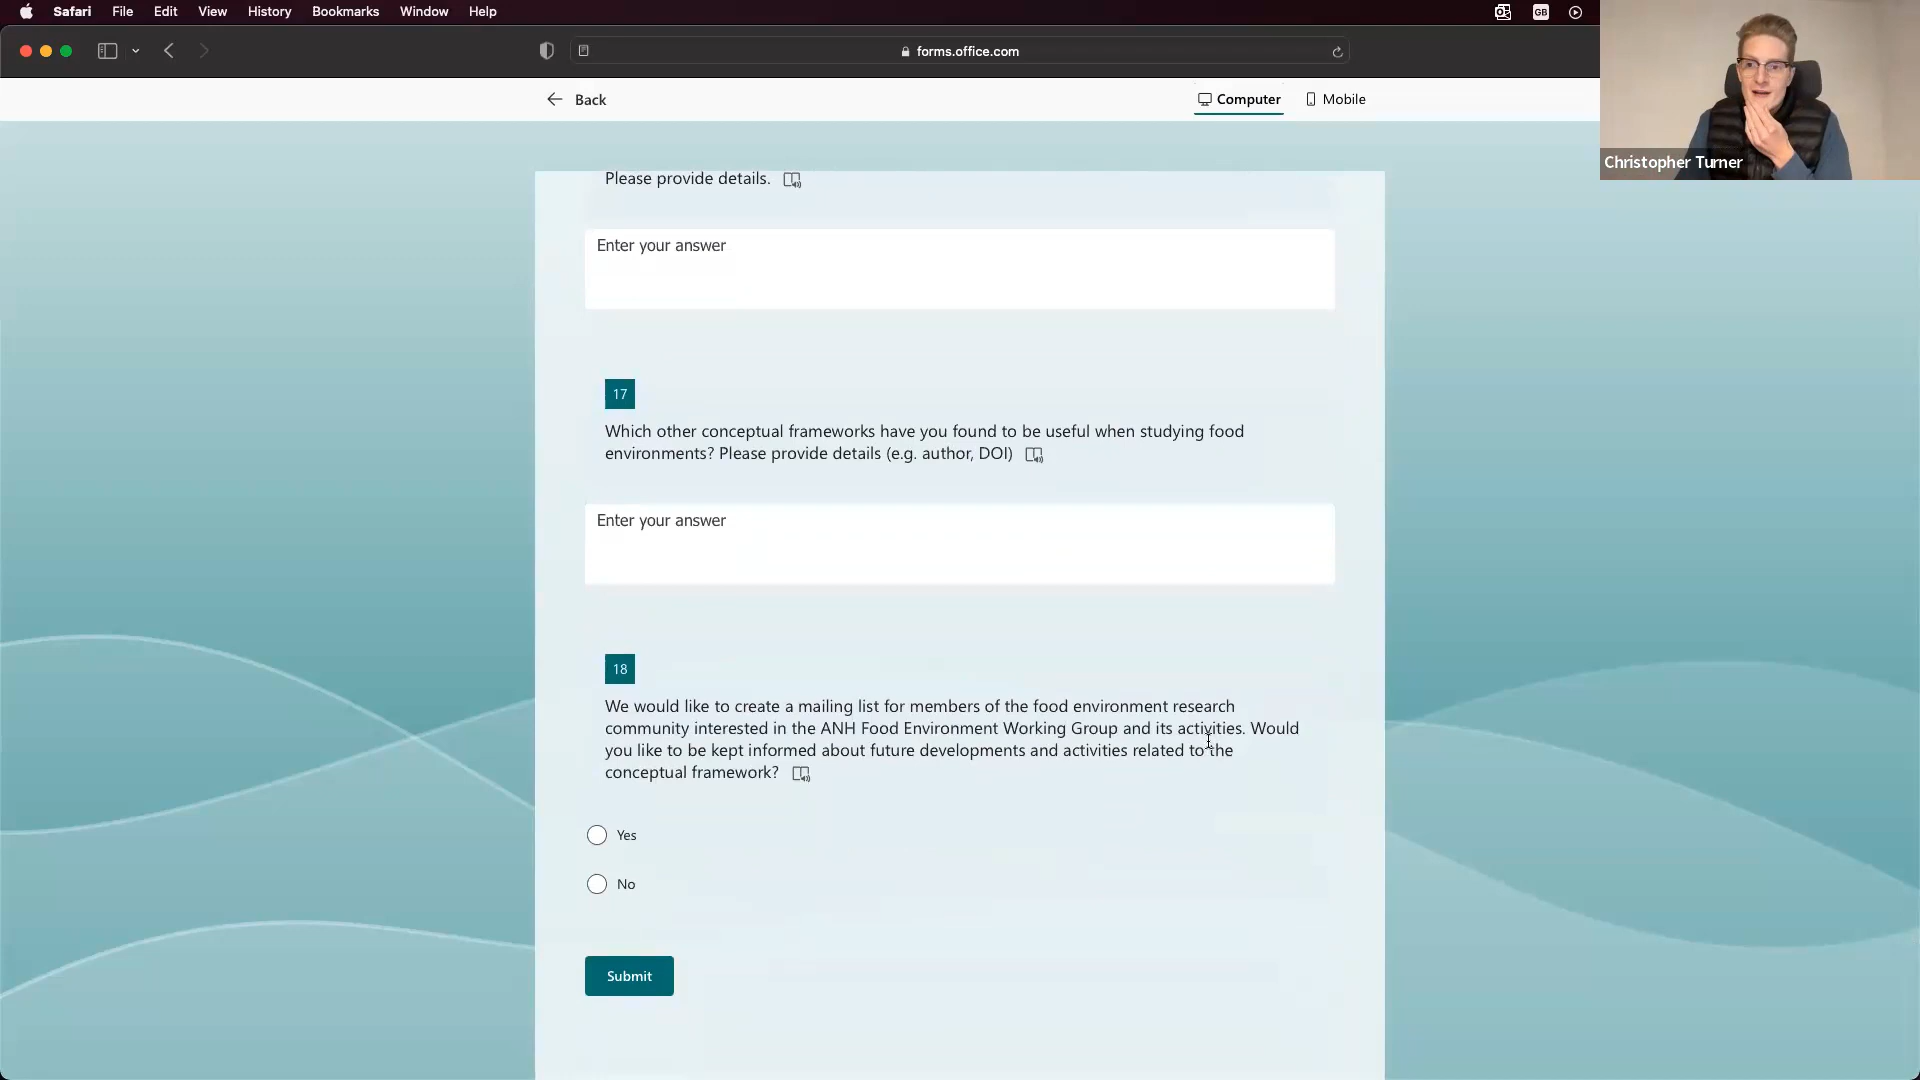 Safari File Edit View History Bookmarks Window Help
GB
forms.office.com
Back
Computer Mobile
Christopher Turner
Please provide details.
Enter your answer
17
Which other conceptual frameworks have you found to be useful when studying food
environments? Please provide details (e.g. author, DOI)
Enter your answer
18
We would like to create a mailing list for members of the food environment research
community interested in the ANH Food Environment Working Group and its activities. Would
you like to be kept informed about future developments and activities related to the
conceptual framework?
Yes
No
Submit